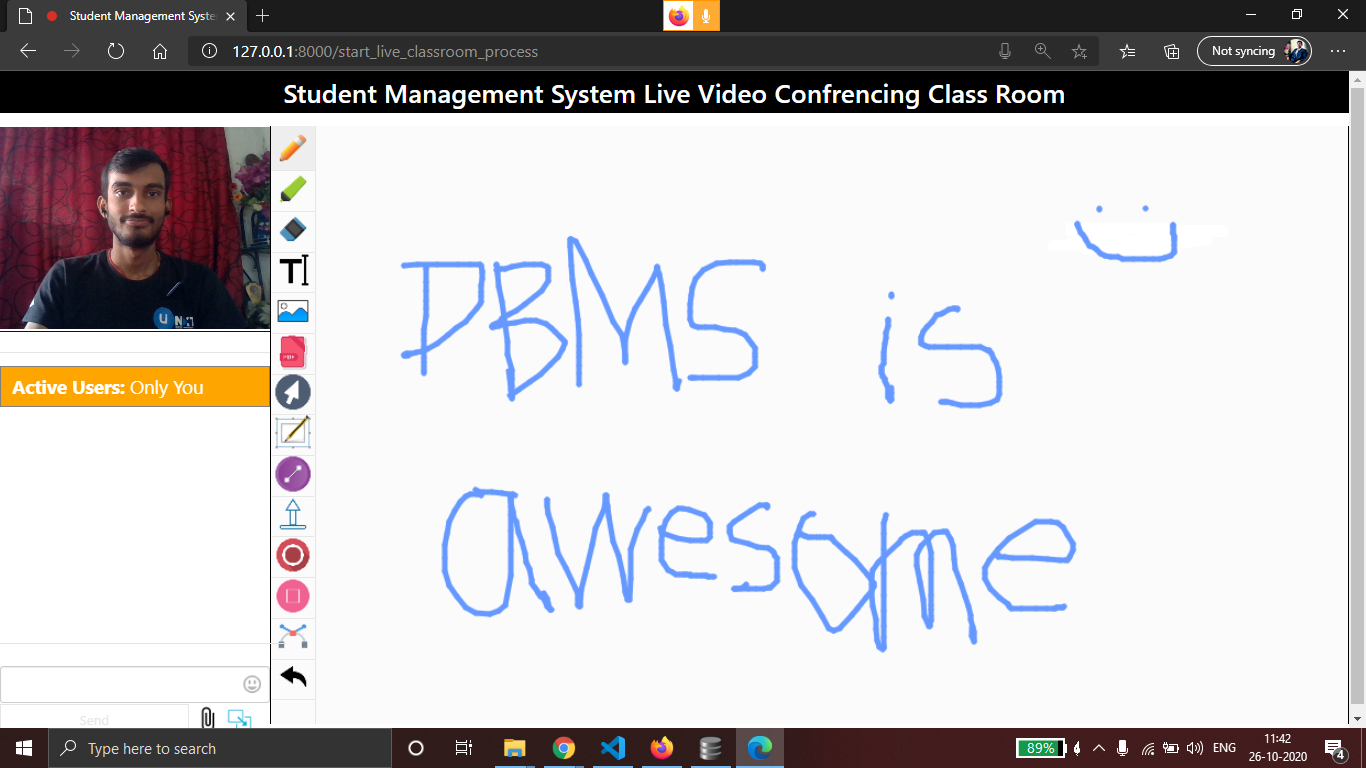 Student Management Syste
127.0.0.1:8000/start_live_classroom_process
Not syncing
Student Management System Live Video Confrencing Class Room
Active Users: Only You
T
DBMS is
awesome
Send
Type here to search
89%
ENG
11:42
26-10-2020
4